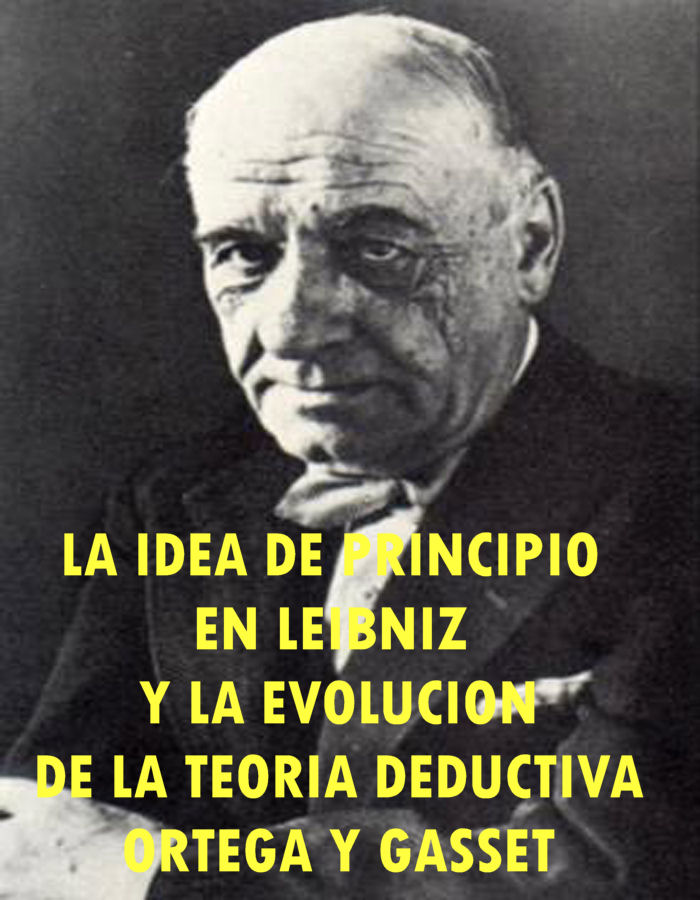 LA IDEA DE PRINCIPIO
EN LEIBNIZ
Y LA EVOLUCION
DE LA TEORIA DEDUCTIVA
ORTEGA Y GASSET